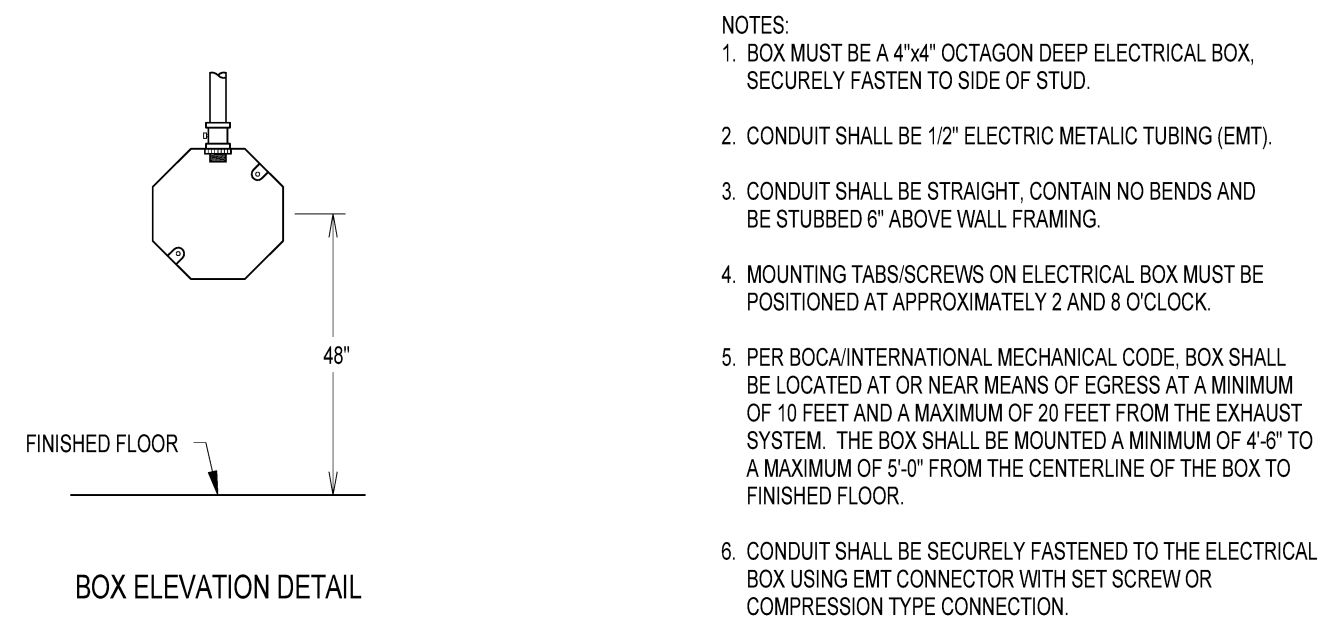 NOTES:
1. BOX MUST BE A 4"x4" OCTAGON DEEP ELECTRICAL BOX,
SECURELY FASTEN TO SIDE OF STUD.
2. CONDUIT SHALL BE 1/2" ELECTRIC METALIC TUBING (EMT).
3. CONDUIT SHALL BE STRAIGHT, CONTAIN NO BENDS AND
BE STUBBED 6" ABOVE WALL FRAMING.
4. MOUNTING TABS/SCREWS ON ELECTRICAL BOX MUST BE
POSITIONED AT APPROXIMATELY 2 AND 8 O'CLOCK.
5. PER BOCA/INTERNATIONAL MECHANICAL CODE, BOX SHALL
BE LOCATED AT OR NEAR MEANS OF EGRESS AT A MINIMUM
OF 10 FEET AND A MAXIMUM OF 20 FEET FROM THE EXHAUST
SYSTEM. THE BOX SHALL BE MOUNTED A MINIMUM OF 4'-6" TO
A MAXIMUM OF 5'-0" FROM THE CENTERLINE OF THE BOX TO
FINISHED FLOOR.
6. CONDUIT SHALL BE SECURELY FASTENED TO THE ELECTRICAL
BOX USING EMT CONNECTOR WITH SET SCREW OR
COMPRESSION TYPE CONNECTION.
48"
FINISHED FLOOR
BOX ELEVATION DETAIL